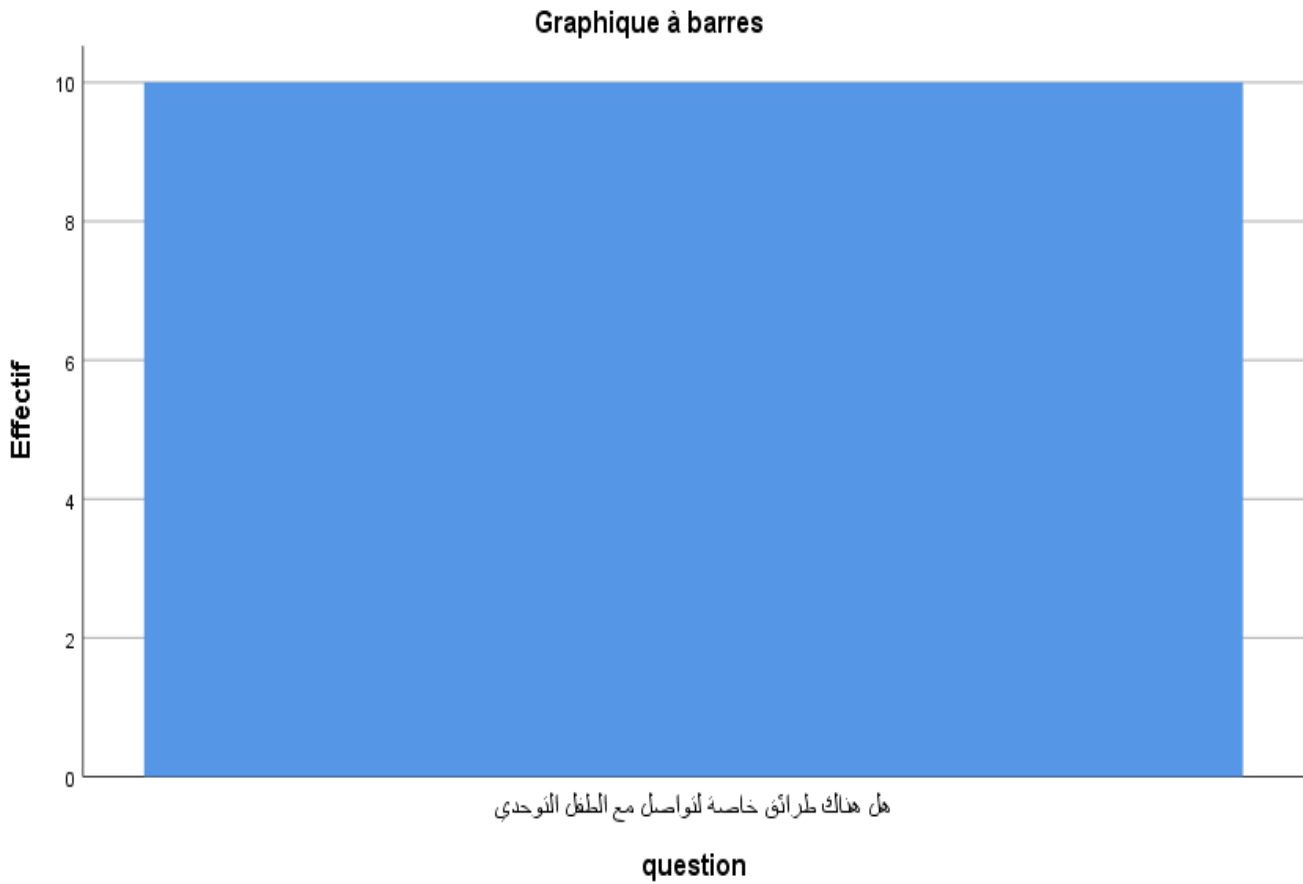 Graphique à barres
10
8
6
4
2
0
Effectif
هل هناك طرائق خاصة لتواصل مع الطفل التوحدي
question